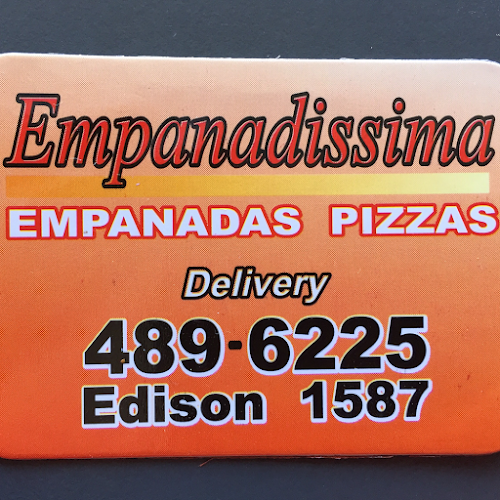 Empanadissima
EMPANADAS PIZZAS
Delivery
489-6225
Edison 1587